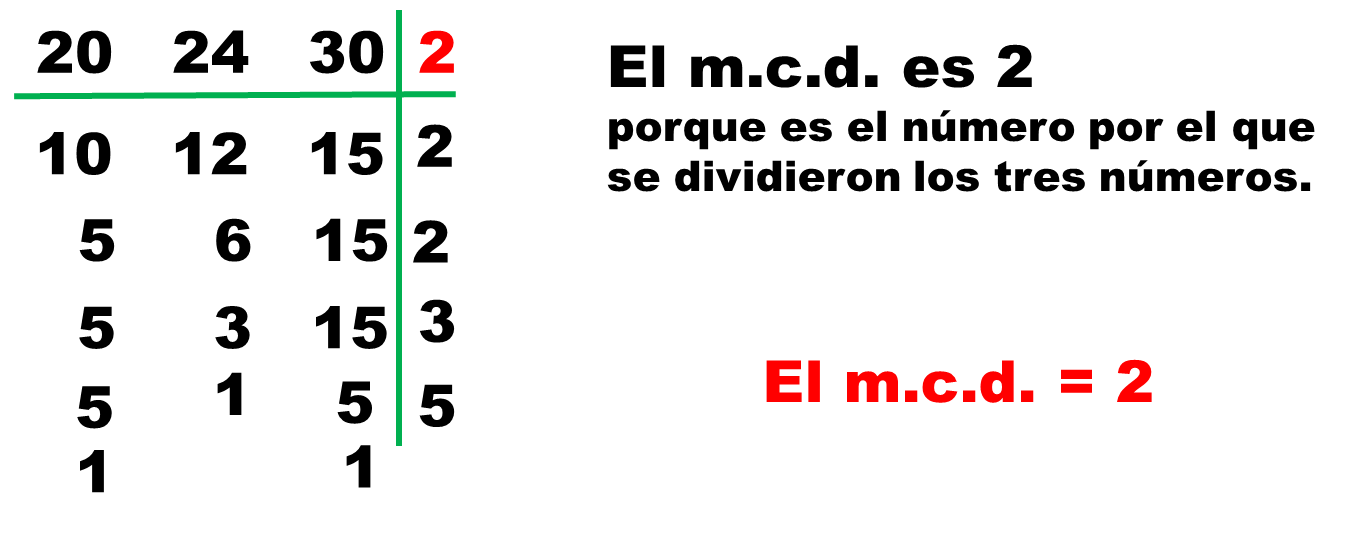 20 24 30 2
10 12 15 2
5 6 15 2
5 3 15 3
5 1 5 5
1 1
El m.c.d. es 2
porque es el número por el que
se dividieron los tres números.
El m.c.d. = 2